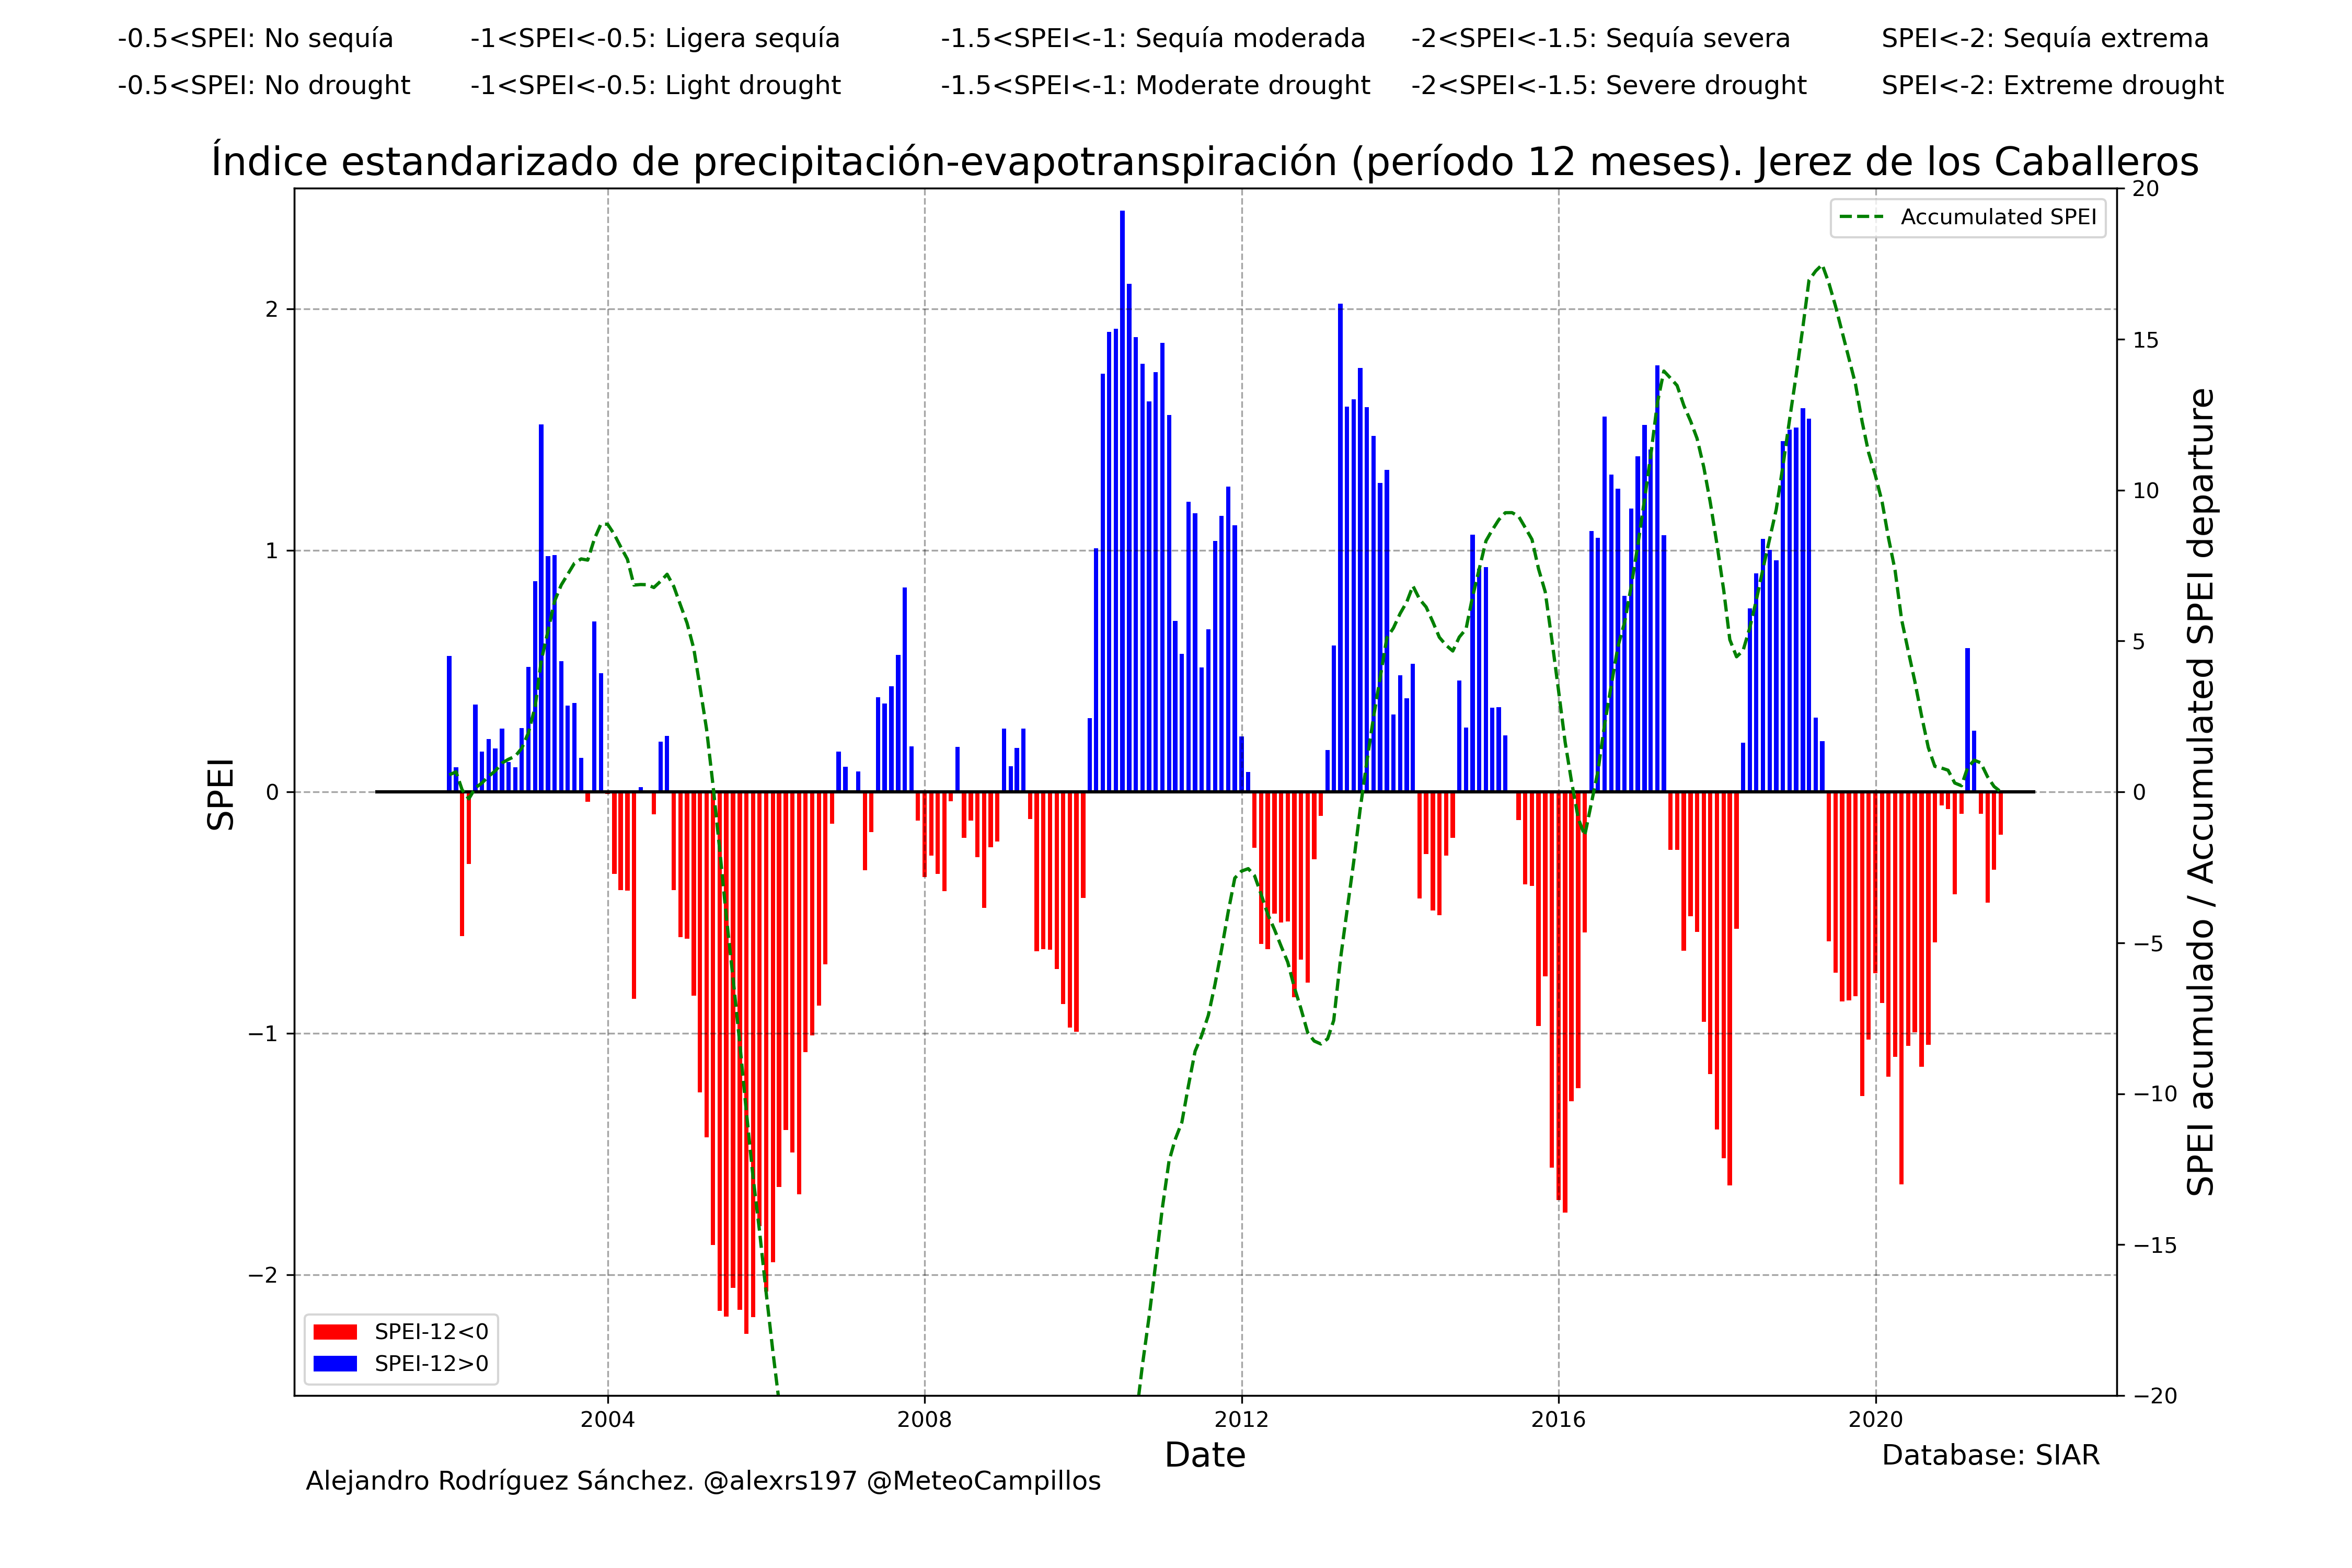 -0.5<SPEI: No sequía -1<SPEI<-0.5: Ligera sequía -1.5<SPEI<-1: Sequía moderada -2<SPEI<-1.5: Sequía severa SPEI<-2: Sequía extrema
-0.5<SPEI: No drought -1<SPEI<-0.5: Light drought -1.5<SPEI<-1: Moderate drought -2<SPEI<-1.5: Severe drought SPEI<-2: Extreme drought
Índice estandarizado de precipitación-evapotranspiración (período 12 meses). Jerez de los Caballeros
Accumulated SPEI
SPEI
2
1
0
−1
−2
20
15
10
5
0
−5
−10
−15
−20
SPEI acumulado / Accumulated SPEI departure
SPEI-12<0
SPEI-12>0
2004 2008 2012 2016 2020
Date
Database: SIAR
Alejandro Rodríguez Sánchez. @alexrs197 @MeteoCampillos